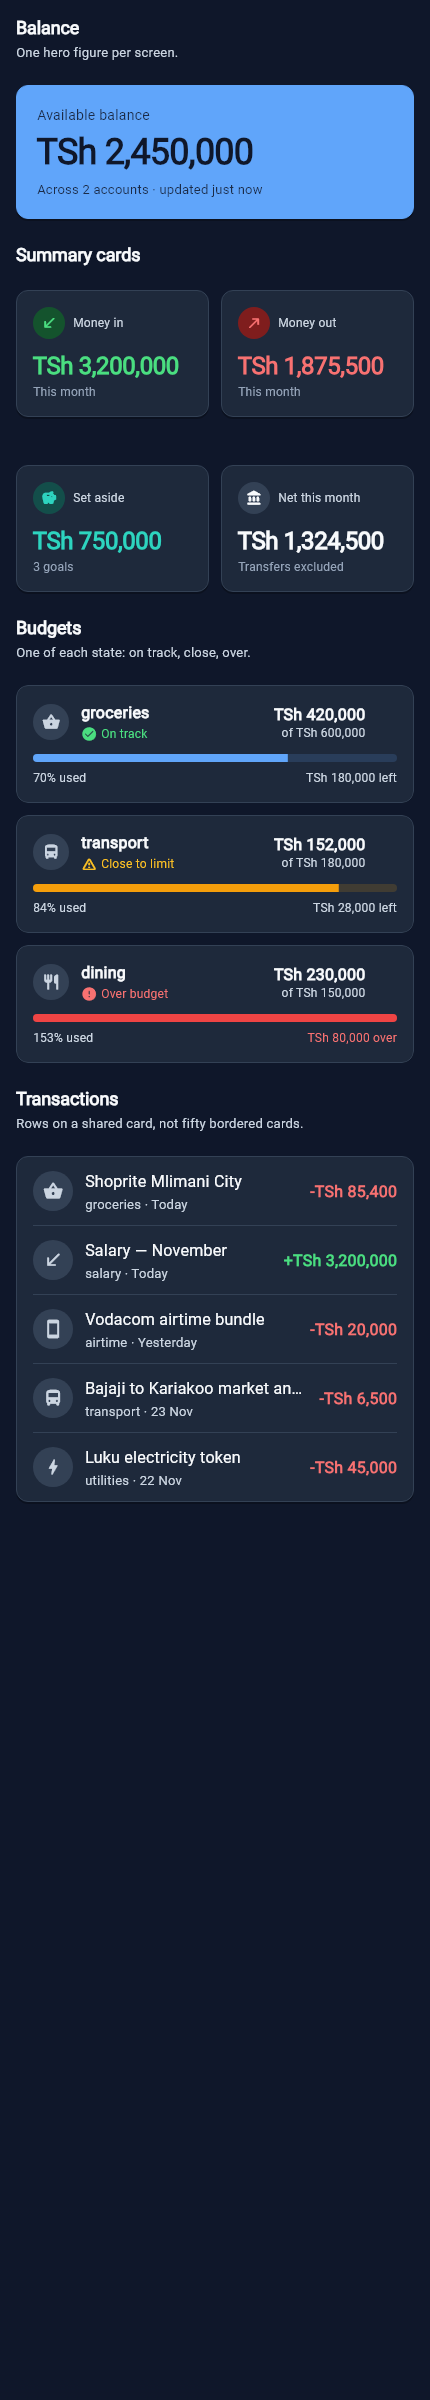 Balance
One hero figure per screen.
Available balance
TSh 2,450,000
Across 2 accounts · updated just now
Summary cards
Money in
TSh 3,200,000
This month
Money out
TSh 1,875,500
This month
Set aside
TSh 750,000
3 goals
Net this month
TSh 1,324,500
Transfers excluded
Budgets
One of each state: on track, close, over.
groceries
On track
TSh 420,000
of TSh 600,000
70% used
TSh 180,000 left
transport
Close to limit
TSh 152,000
of TSh 180,000
84% used
TSh 28,000 left
dining
Over budget
TSh 230,000
of TSh 150,000
153% used
TSh 80,000 over
Transactions
Rows on a shared card, not fifty bordered cards.
Shoprite Mlimani City
groceries · Today
-TSh 85,400
Salary — November
salary · Today
+TSh 3,200,000
Vodacom airtime bundle
airtime · Yesterday
-TSh 20,000
Bajaji to Kariakoo market an…
transport · 23 Nov
-TSh 6,500
Luku electricity token
utilities · 22 Nov
-TSh 45,000